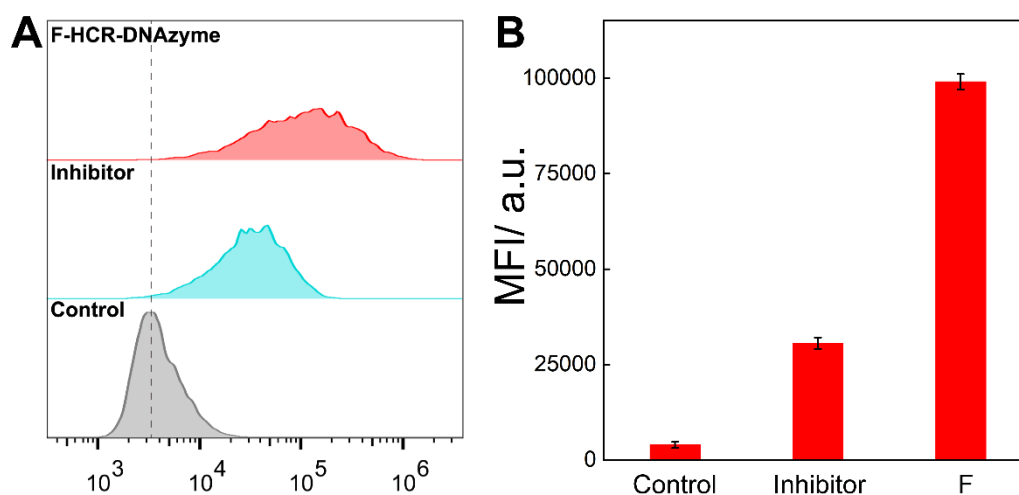 A
F-HCR-DNAzyme
Inhibitor
Control
10^3 10^4 10^5 10^6
B
MFI/ a.u.
100000
75000
50000
25000
0
Control Inhibitor F